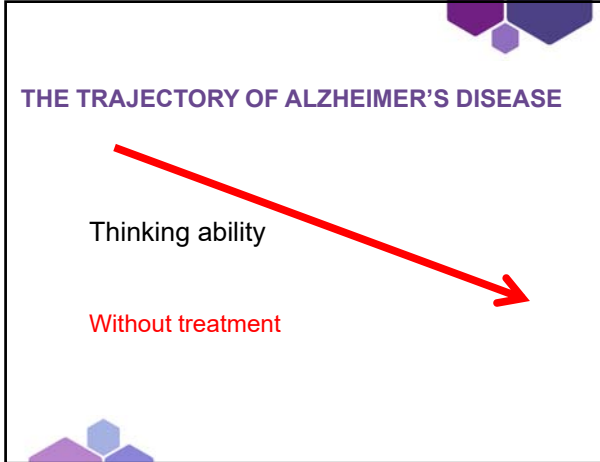 THE TRAJECTORY OF ALZHEIMER'S DISEASE
Thinking ability
Without treatment